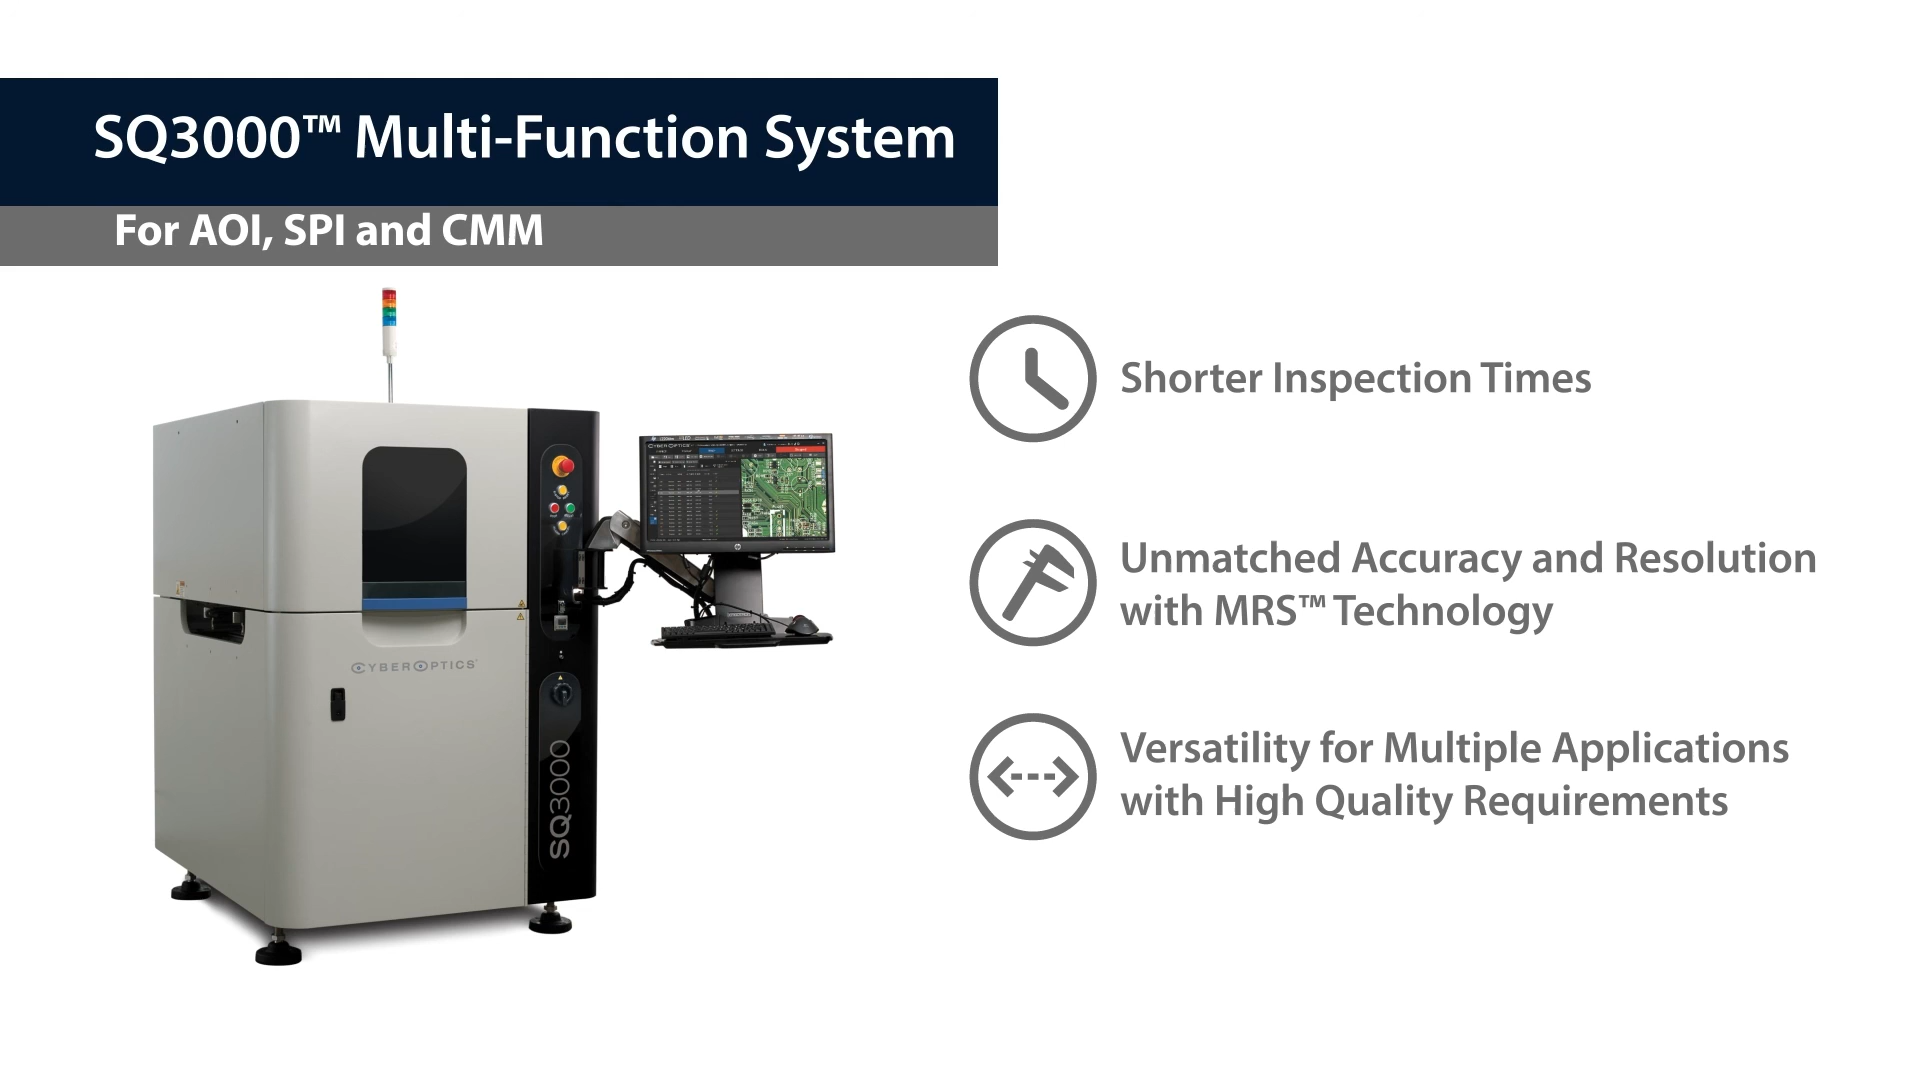 SQ3000™ Multi-Function System
For AOI, SPI and CMM
Shorter Inspection Times
Unmatched Accuracy and Resolution
with MRS™ Technology
Versatility for Multiple Applications
with High Quality Requirements
CYBEROPTICS
CYBEROPTICS
SQ3000